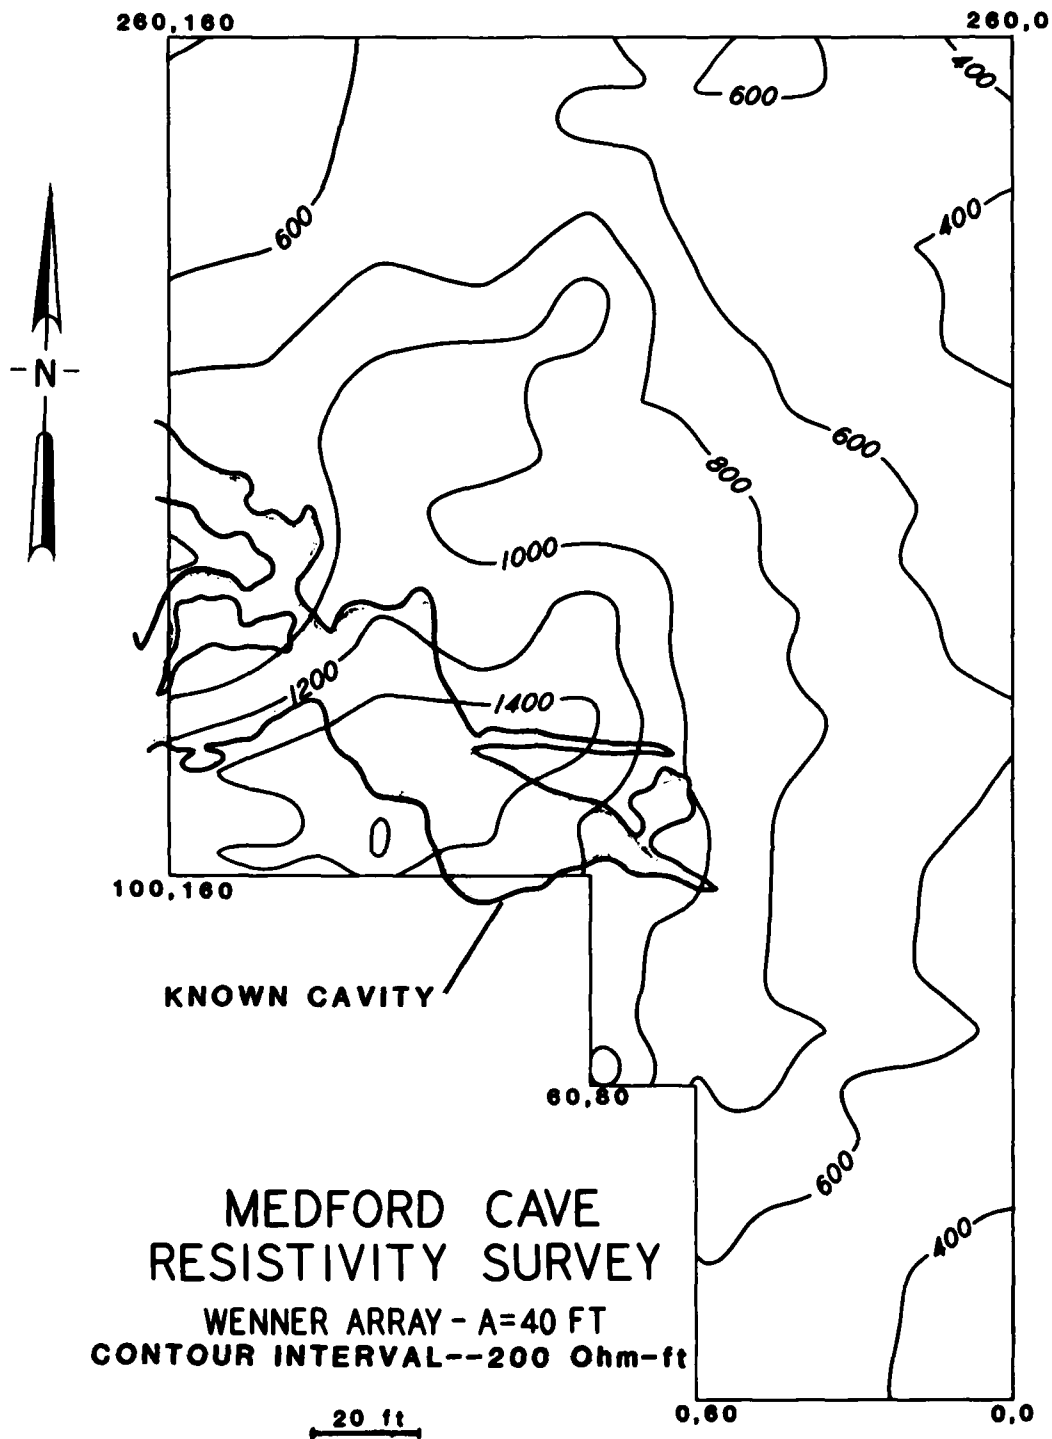 260,160
260,0
400
600
400
600
-N-
600
800
1000
1200
1400
100,160
KNOWN CAVITY
60,80
600
MEDFORD CAVE
RESISTIVITY SURVEY
400
WENNER ARRAY - A=40 FT
CONTOUR INTERVAL--200 Ohm-ft
20 ft
0,60
0,0